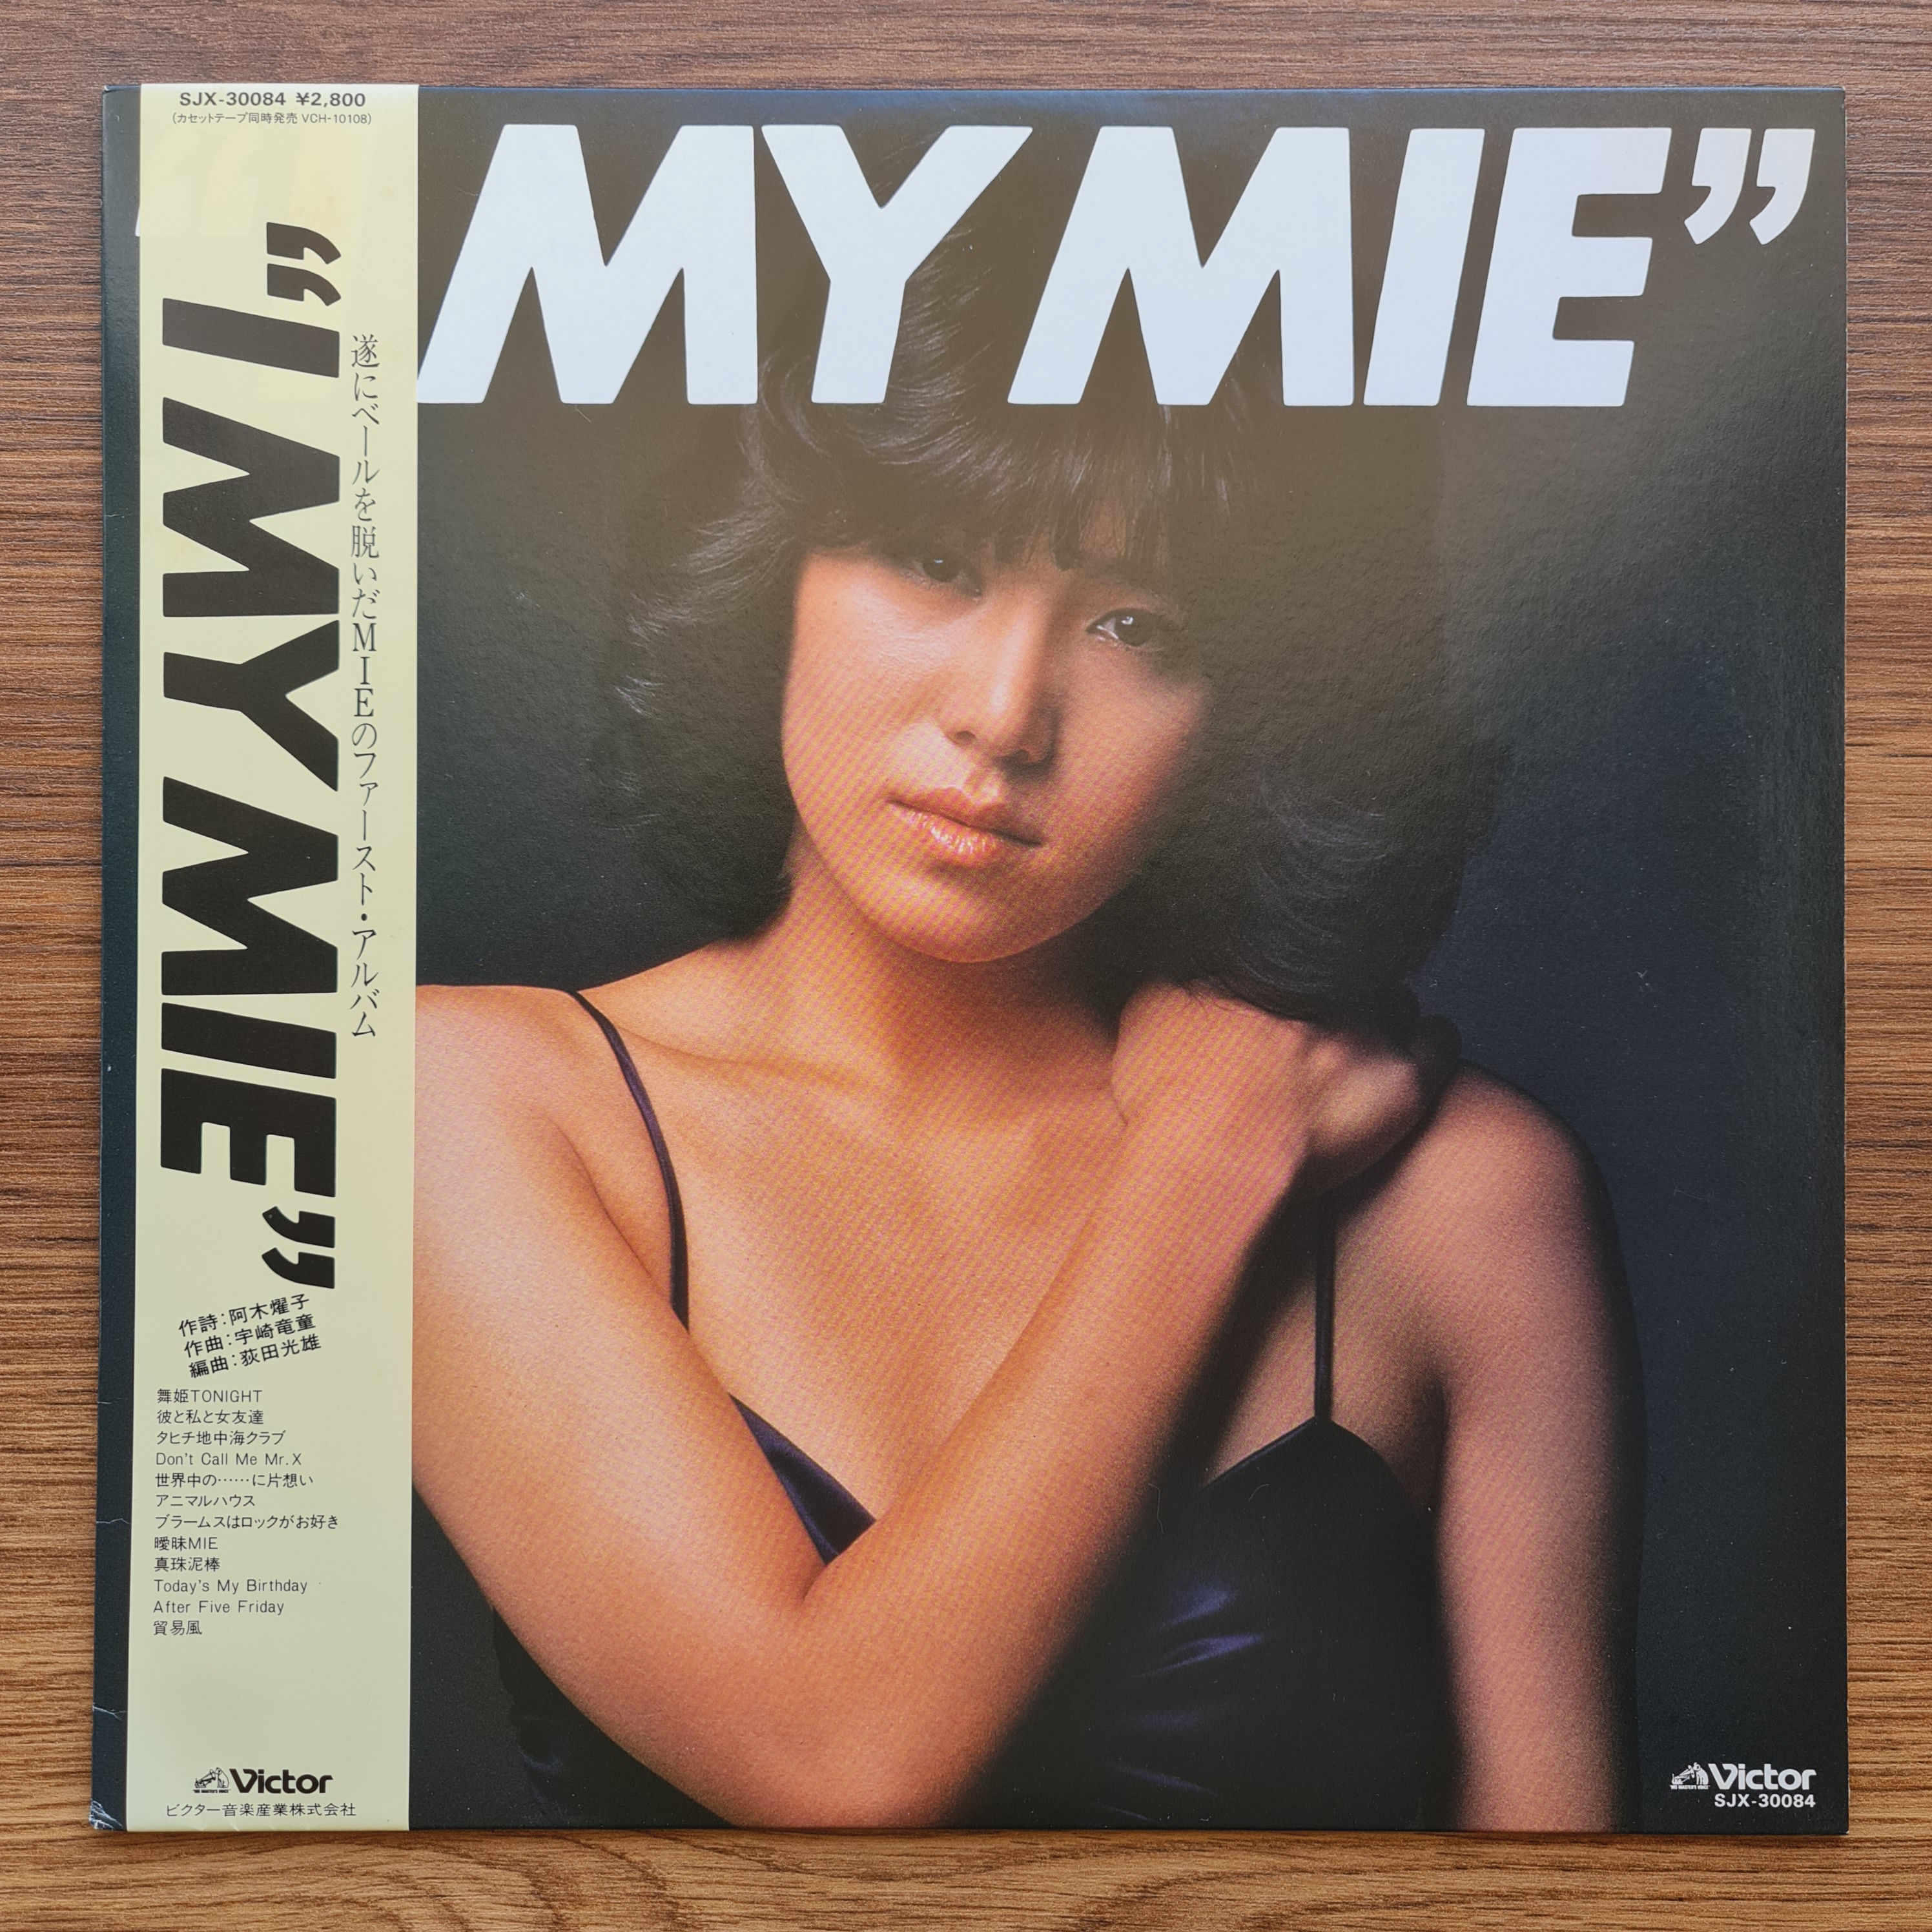 SJX-30084 ¥2,800
(カセットテープ同時発売 VCH-10108)
"I MY MIE"
遂にベールを脱いだMIEのファースト・アルバム
作詩:阿木燿子
作曲:宇崎竜童
編曲:荻田光雄
舞姫TONIGHT
彼と私と女友達
タヒチ地中海クラブ
Don't Call Me Mr.X
世界中の……に片想い
アニマルハウス
ブラームスはロックがお好き
曖昧MIE
真珠泥棒
Today's My Birthday
After Five Friday
貿易風
Victor
ビクター音楽産業株式会社
MY MIE"
Victor
SJX-30084